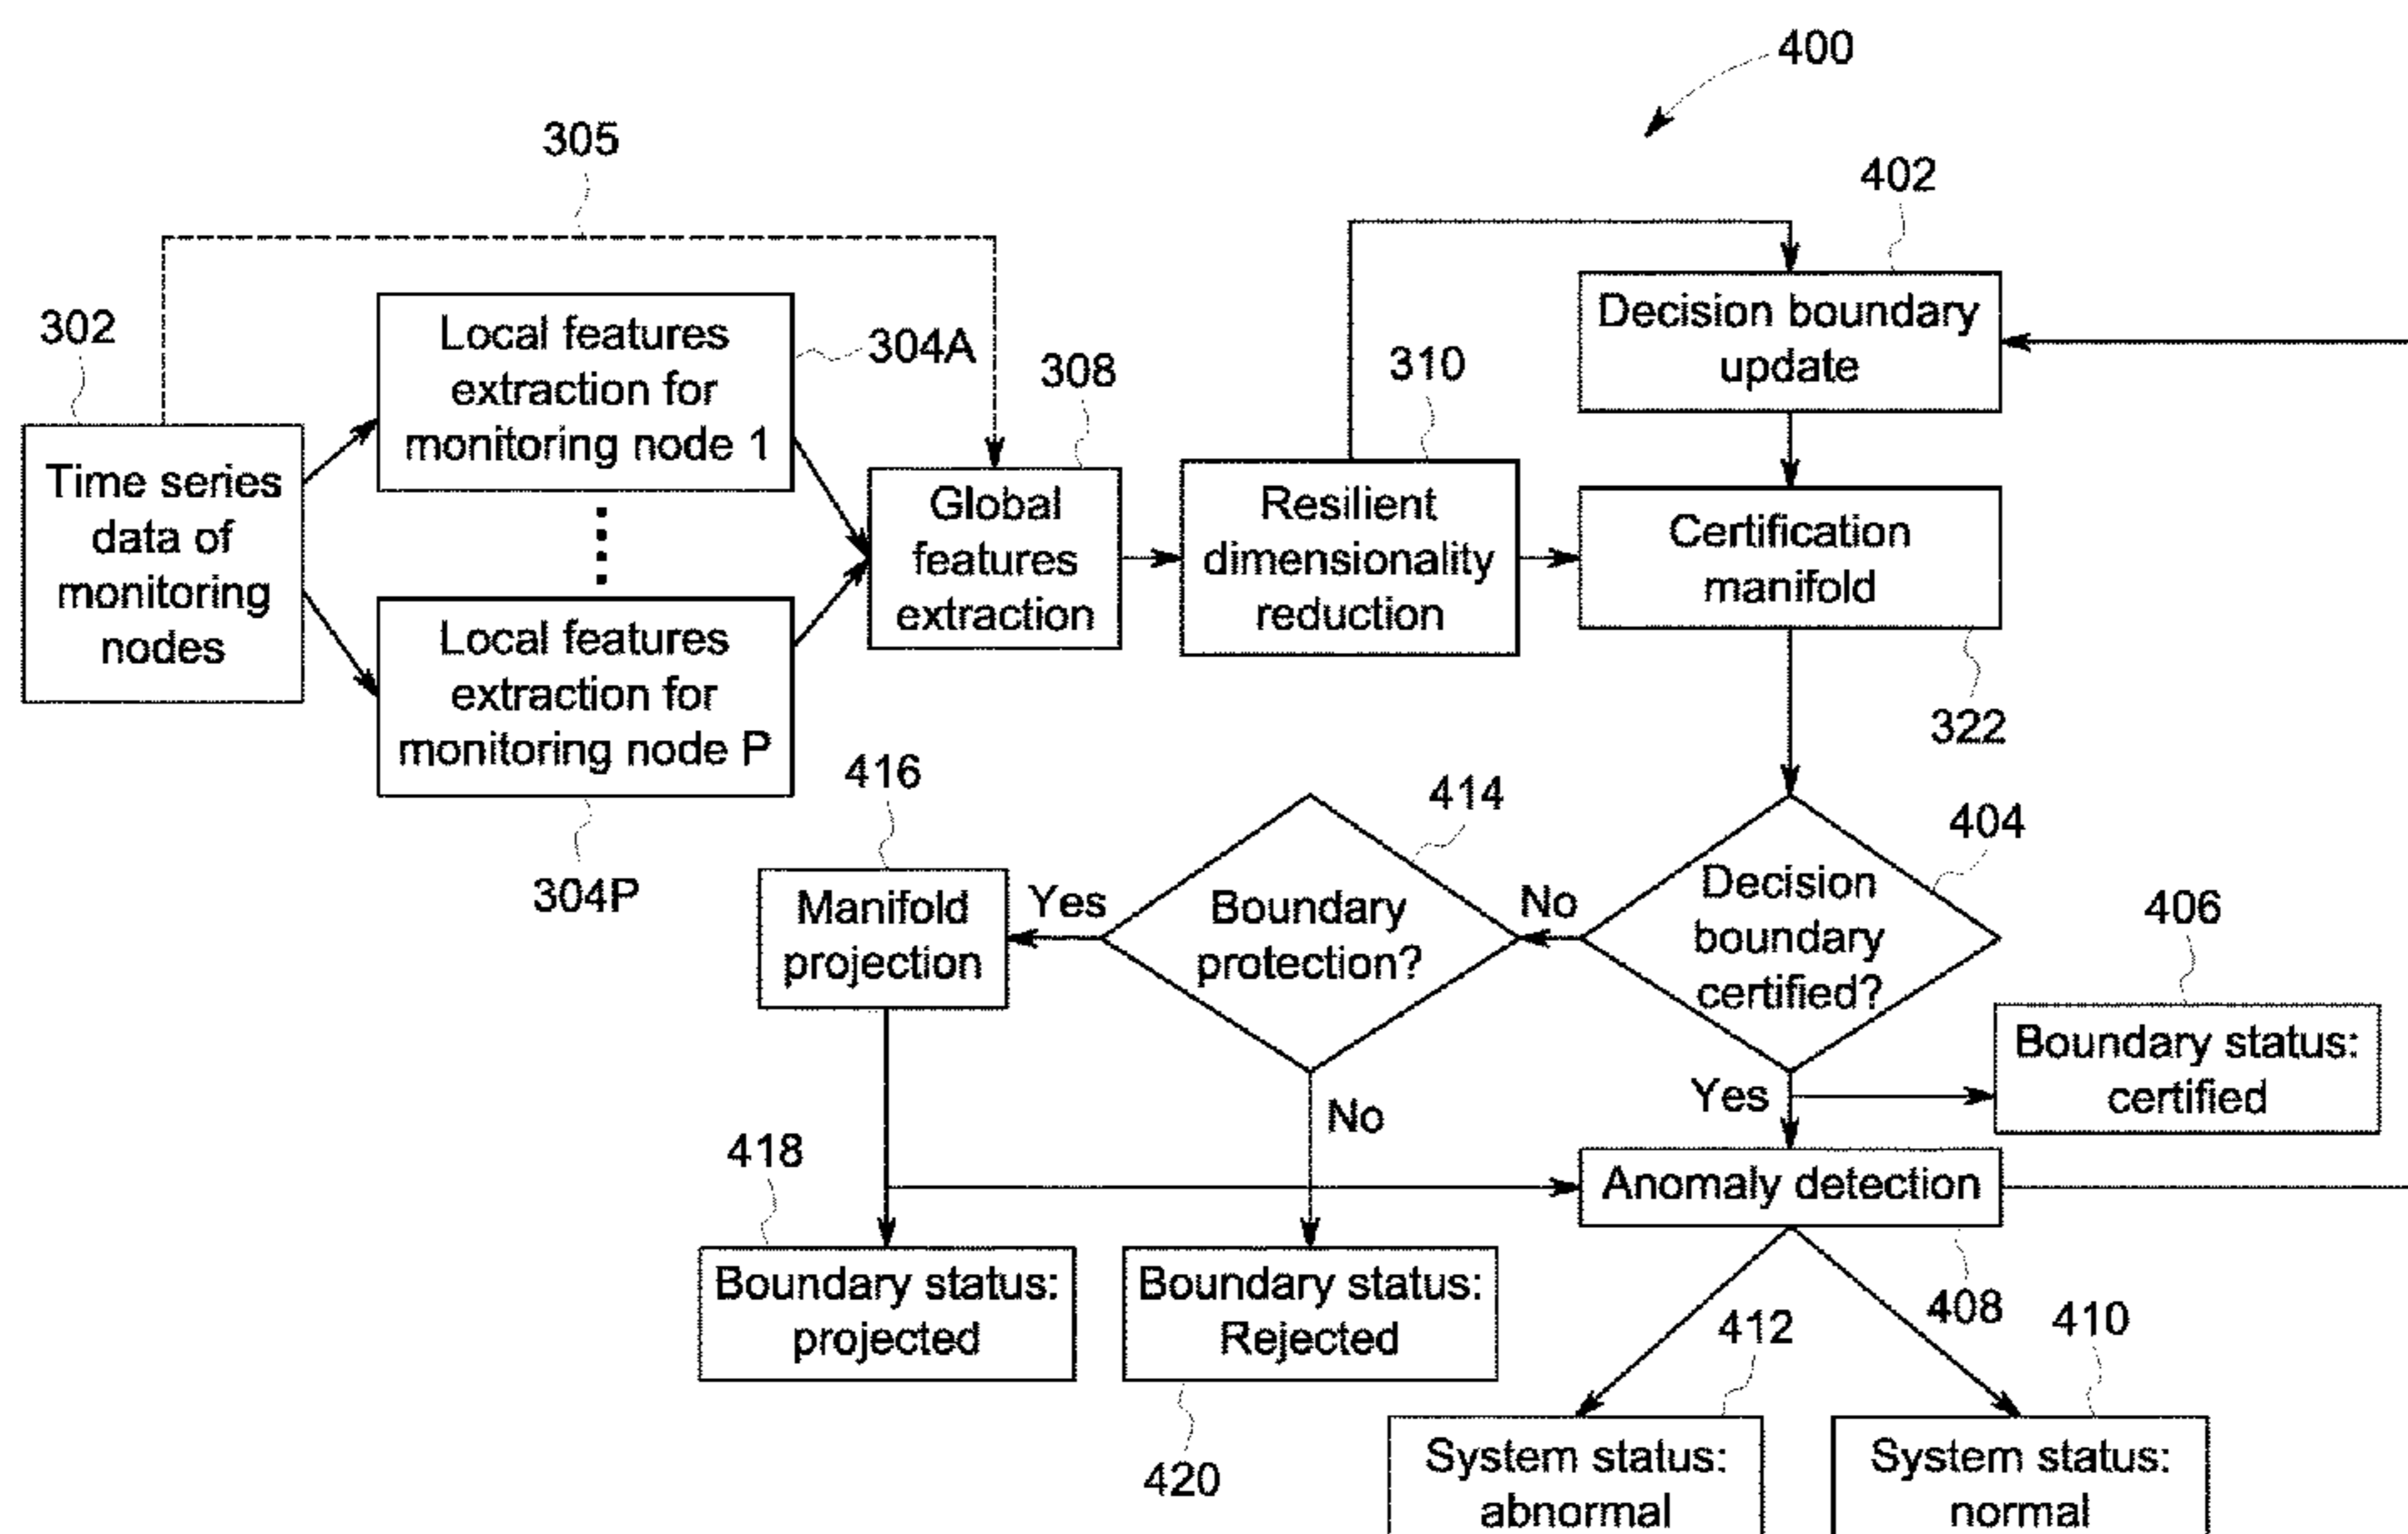 400
305
402
302
Local features
extraction for
monitoring node 1
304A
308
310
Decision boundary
update
Time series
data of
monitoring
nodes
Global
features
extraction
Resilient
dimensionality
reduction
Certification
manifold
322
Local features
extraction for
monitoring node P
304P
416
414
404
Manifold
projection
Yes
Boundary
protection?
No
Decision
boundary
certified?
406
Boundary status:
certified
Yes
No
418
Anomaly detection
Boundary status:
projected
Boundary status:
Rejected
420
408
412
410
System status:
abnormal
System status:
normal